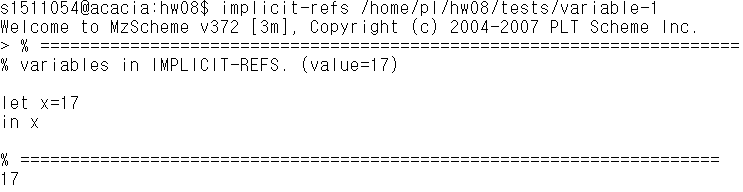 s1511054@acacia:hw08$ implicit-refs /home/pl/hw08/tests/variable-1
Welcome to MzScheme v372 [3m], Copyright (c) 2004-2007 PLT Scheme Inc.
> % ======================================================================
% variables in IMPLICIT-REFS. (value=17)
let x=17
in x
% ======================================================================
17